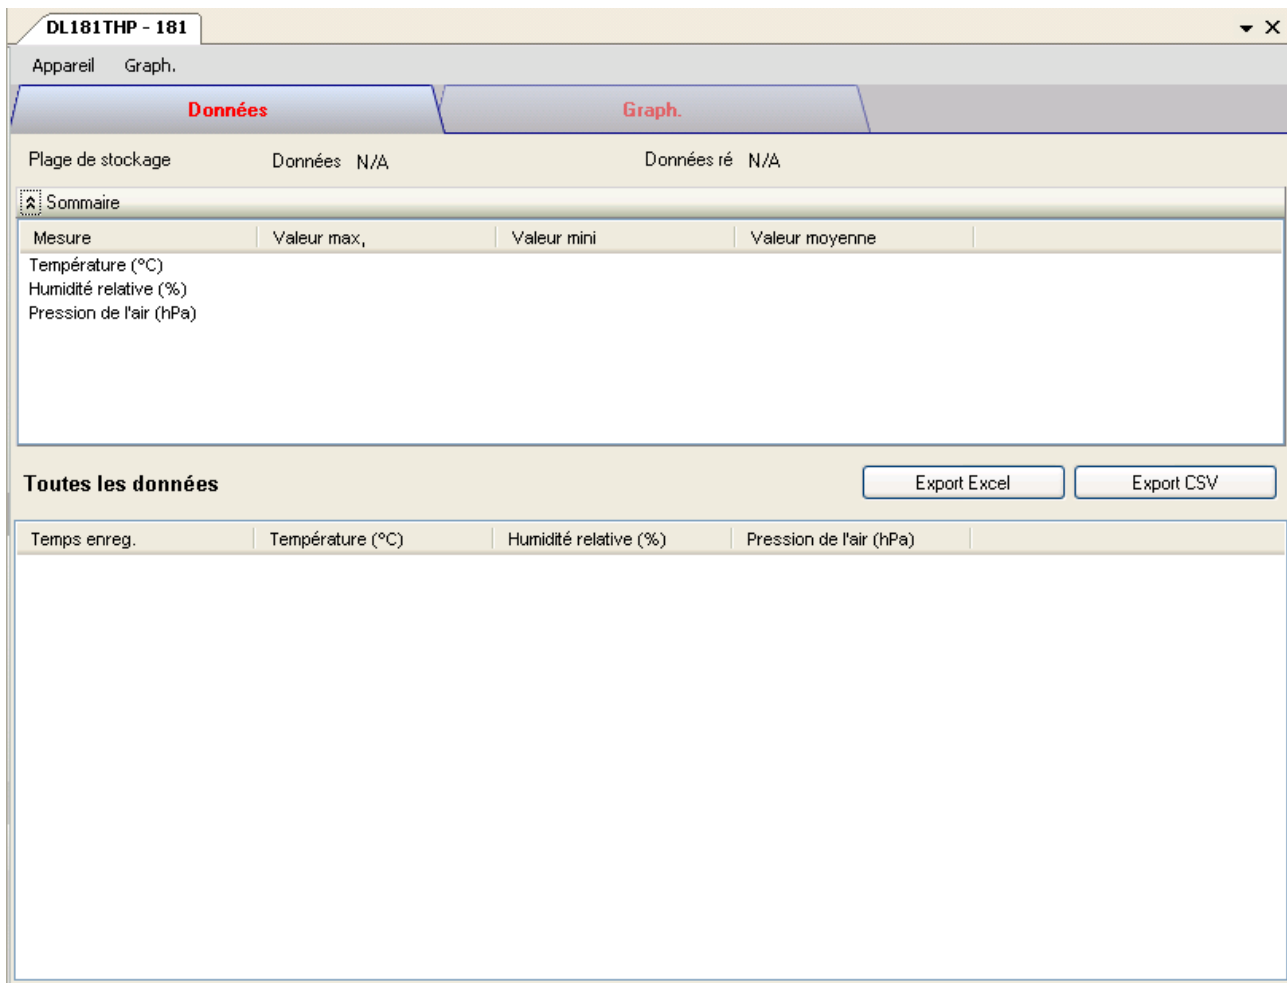 DL181THP - 181
Appareil Graph.
Données Graph.
Plage de stockage Données N/A Données ré N/A
Sommaire
Mesure Valeur max, Valeur mini Valeur moyenne
Température (°C)
Humidité relative (%)
Pression de l'air (hPa)
Toutes les données Export Excel Export CSV
Temps enreg. Température (°C) Humidité relative (%) Pression de l'air (hPa)